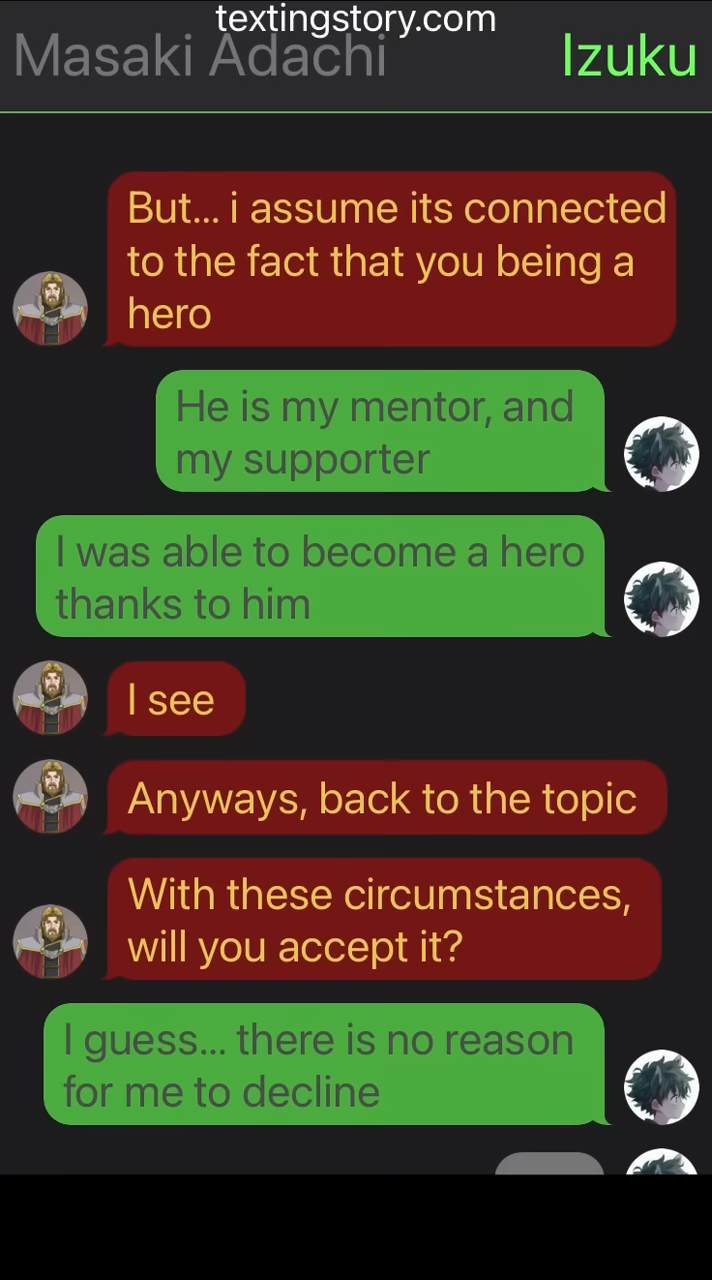 textingstory.com
Masaki Adachi
Izuku
But... i assume its connected
to the fact that you being a
hero
He is my mentor, and
my supporter
I was able to become a hero
thanks to him
I see
Anyways, back to the topic
With these circumstances,
will you accept it?
I guess... there is no reason
for me to decline